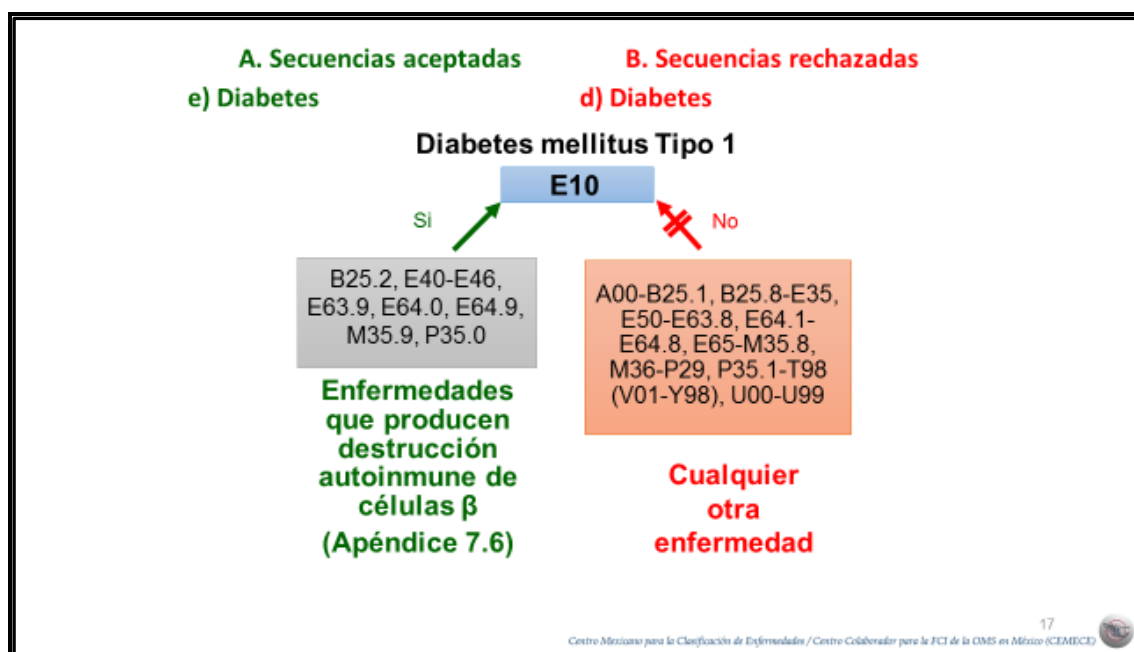 A. Secuencias aceptadas
B. Secuencias rechazadas
e) Diabetes
d) Diabetes
Diabetes mellitus Tipo 1
E10
Si
No
B25.2, E40-E46,
E63.9, E64.0, E64.9,
M35.9, P35.0
A00-B25.1, B25.8-E35,
E50-E63.8, E64.1-
E64.8, E65-M35.8,
M36-P29, P35.1-T98
(V01-Y98), U00-U99
Enfermedades
que producen
destrucción
autoinmune de
células β
(Apéndice 7.6)
Cualquier
otra
enfermedad
17
Centro Mexicano para la Clasificación de Enfermedades / Centro Colaborador para la FCI de la OMS en México (CEMECE)